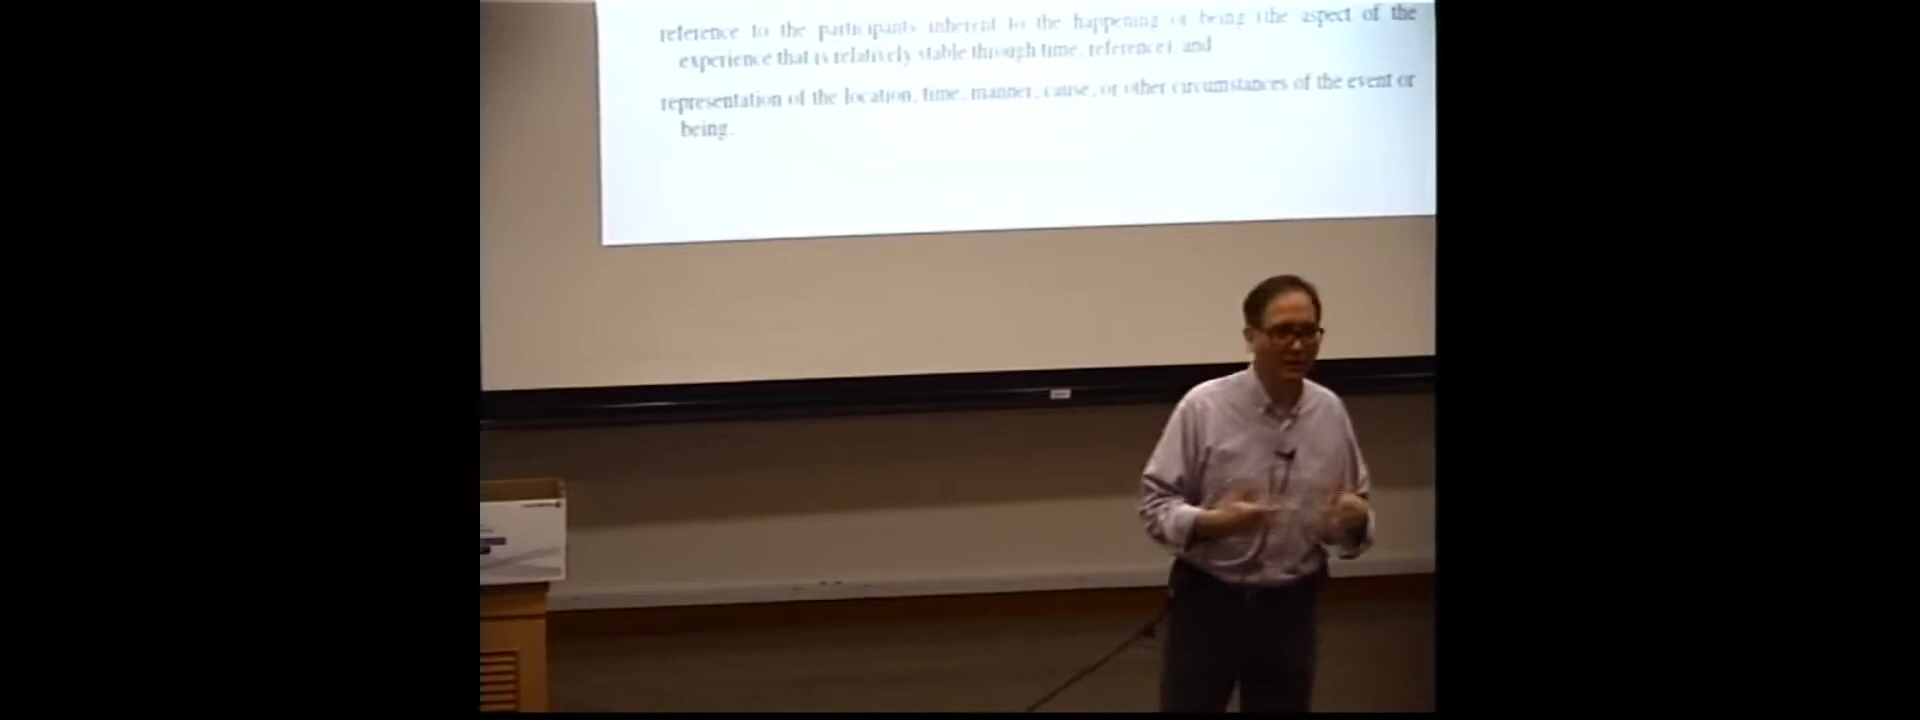 reference to the participants inherent to the happening or being (the aspect of the
experience that is relatively stable through time, reference), and
representation of the location, time, manner, cause, or other circumstances of the event or
being.